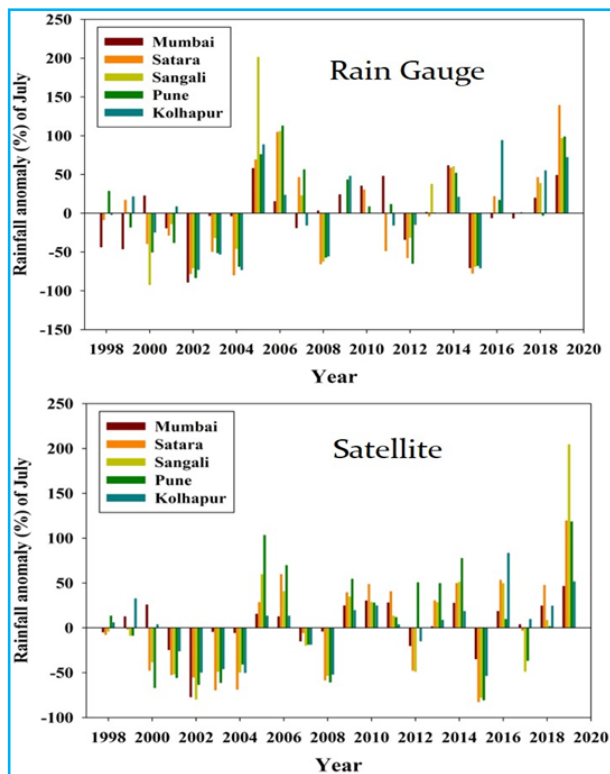 Rainfall anomaly (%) of July
250
200
150
100
50
0
-50
-100
-150
Mumbai
Satara
Sangali
Pune
Kolhapur
Rain Gauge
1998 2000 2002 2004 2006 2008 2010 2012 2014 2016 2018 2020
Year
Rainfall anomaly (%) of July
250
200
150
100
50
0
-50
-100
Mumbai
Satara
Sangali
Pune
Kolhapur
Satellite
1998 2000 2002 2004 2006 2008 2010 2012 2014 2016 2018 2020
Year